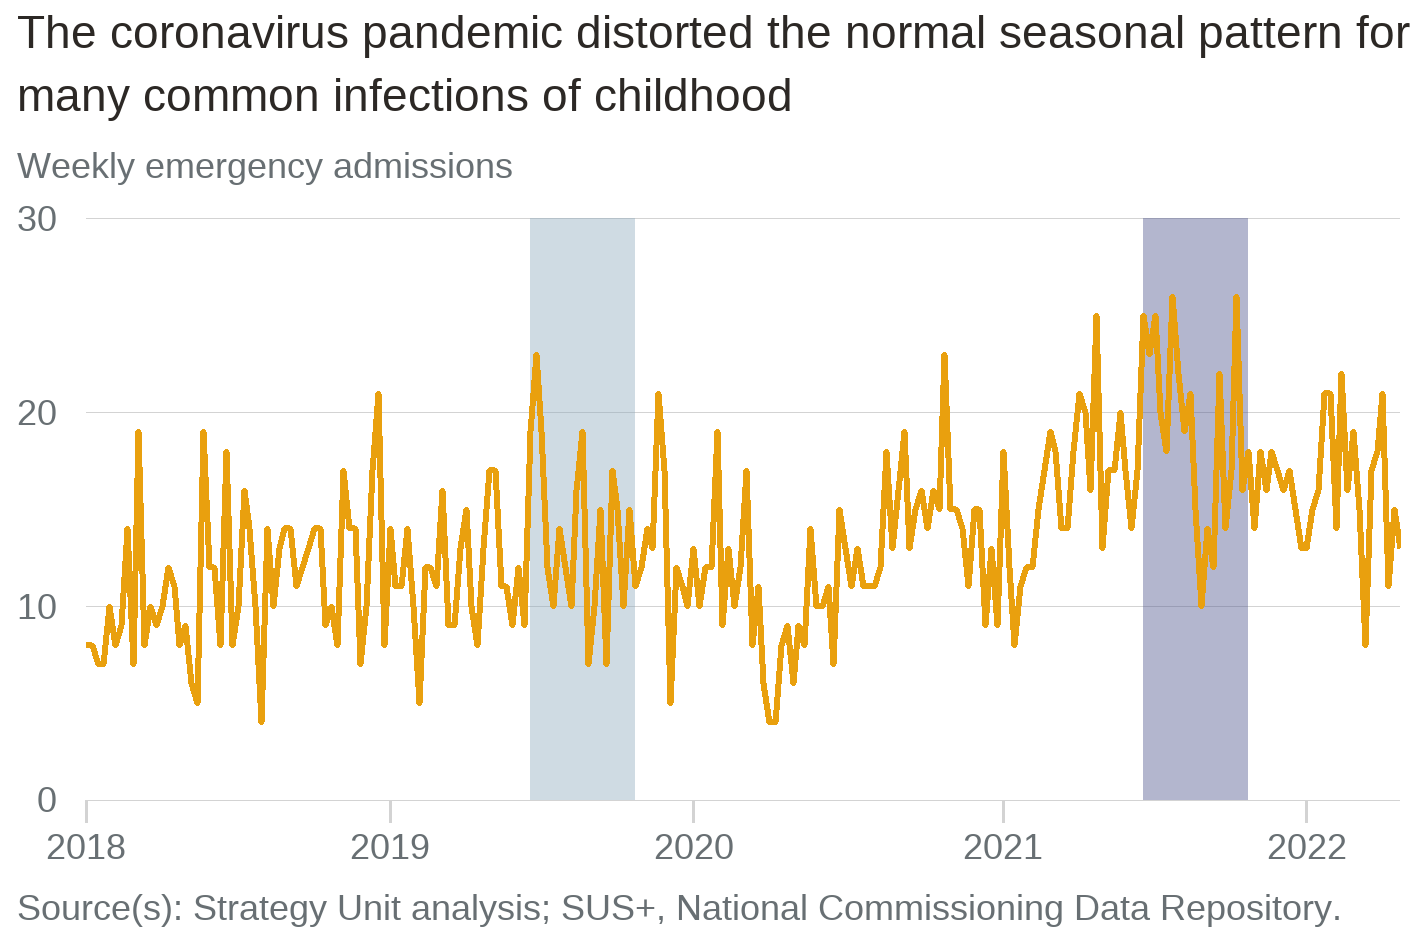 The coronavirus pandemic distorted the normal seasonal pattern for
many common infections of childhood
Weekly emergency admissions
30
20
10
0
2018 2019 2020 2021 2022
Source(s): Strategy Unit analysis; SUS+, National Commissioning Data Repository.